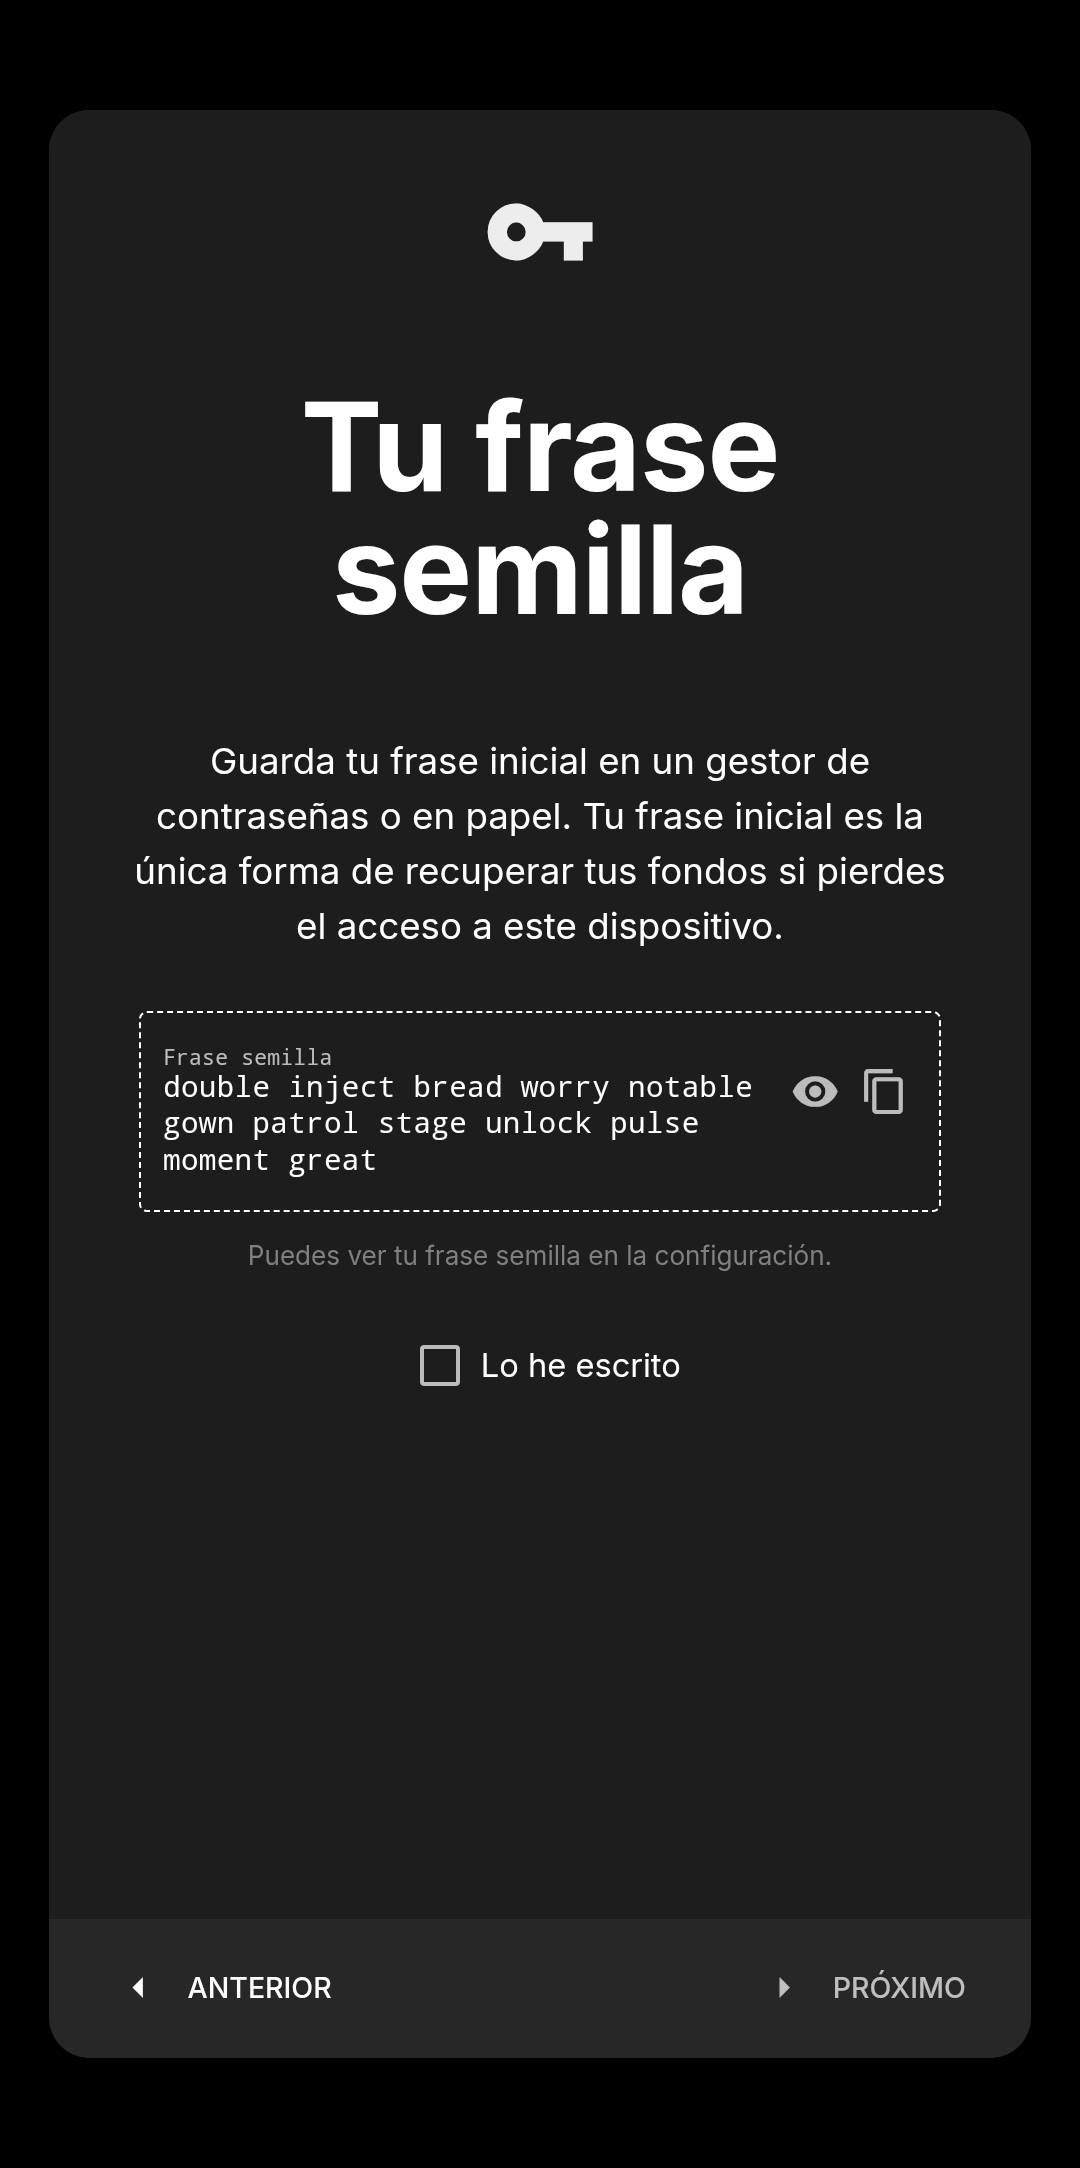 Tu frase
semilla
Guarda tu frase inicial en un gestor de
contraseñas o en papel. Tu frase inicial es la
única forma de recuperar tus fondos si pierdes
el acceso a este dispositivo.
Frase semilla
double inject bread worry notable
gown patrol stage unlock pulse
moment great
Puedes ver tu frase semilla en la configuración.
Lo he escrito
ANTERIOR
PRÓXIMO